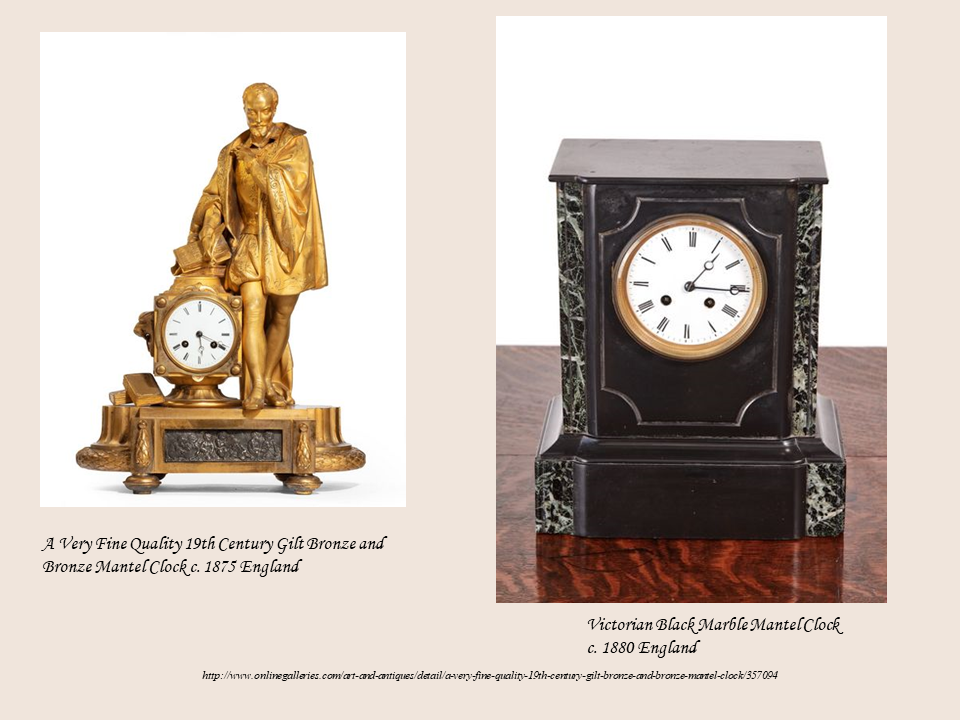 A Very Fine Quality 19th Century Gilt Bronze and
Bronze Mantel Clock c. 1875 England
Victorian Black Marble Mantel Clock
c. 1880 England
http://www.onlinegalleries.com/art-and-antiques/detail/a-very-fine-quality-19th-century-gilt-bronze-and-bronze-mantel-clock/357094